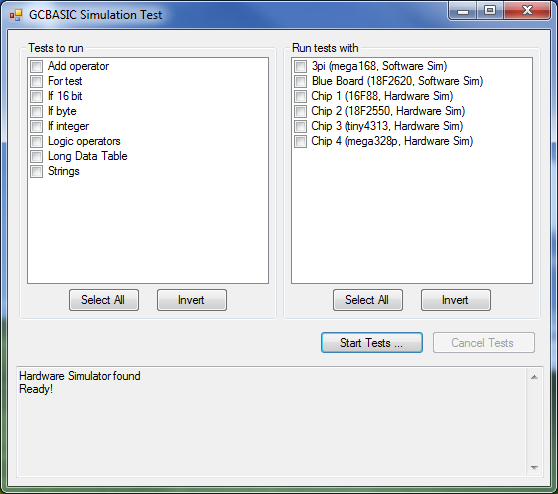 GCBASIC Simulation Test
Tests to run
Add operator
For test
If 16 bit
If byte
If integer
Logic operators
Long Data Table
Strings
Select All
Invert
Run tests with
3pi (mega168, Software Sim)
Blue Board (18F2620, Software Sim)
Chip 1 (16F88, Hardware Sim)
Chip 2 (18F2550, Hardware Sim)
Chip 3 (tiny4313, Hardware Sim)
Chip 4 (mega328p, Hardware Sim)
Select All
Invert
Start Tests ...
Cancel Tests
Hardware Simulator found
Ready!